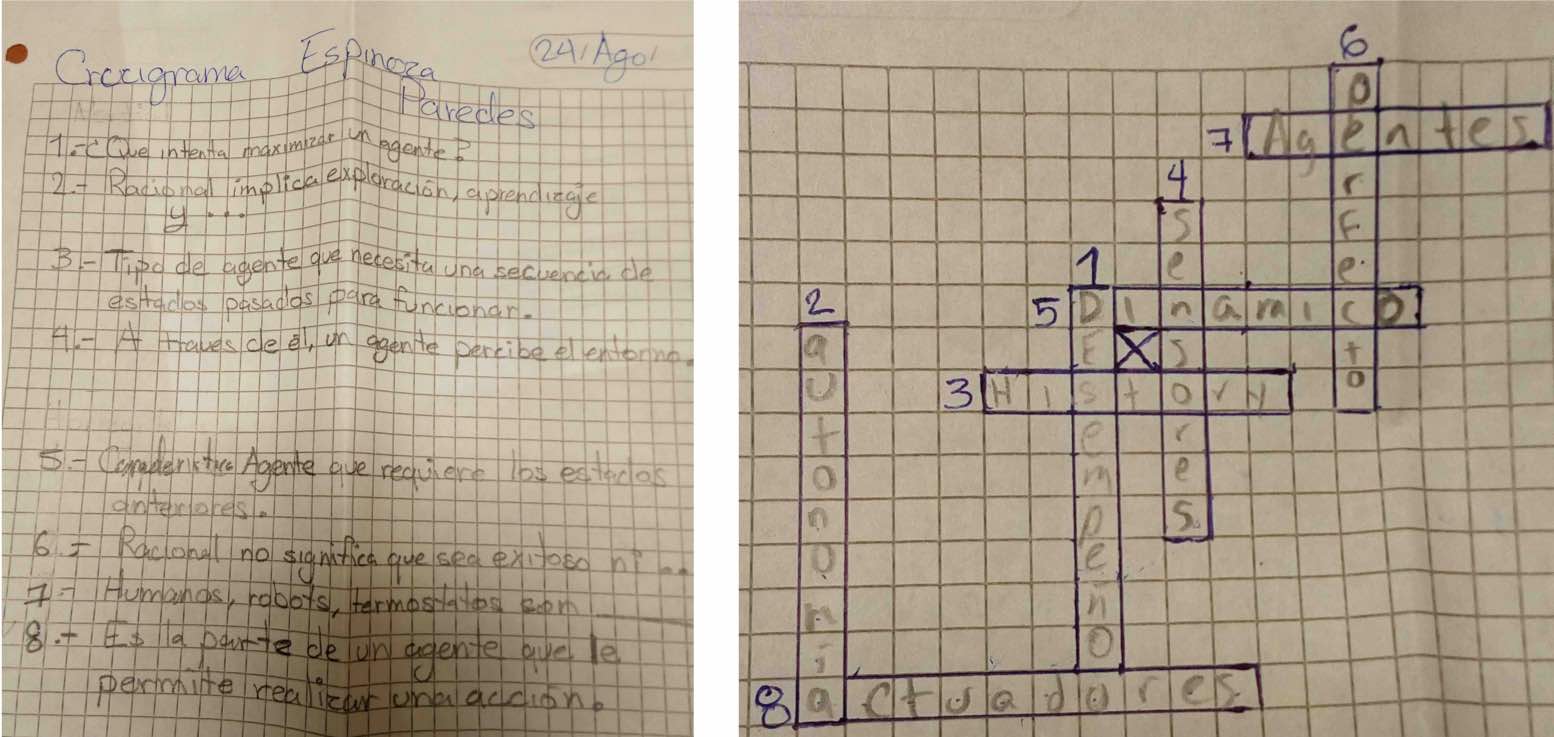 Crucigrama Espinoza Paredes
24/Ago/
1.- ¿Que intenta maximizar un agente?
2.- Racional implica exploración, aprendizaje
y ...
3.- Tipo de agente que necesita una secuencia de
estados pasados para funcionar.
4.- A traves de él, un agente percibe el entorno.
5.- Agente que requiere los estados
anteriores.
6.- Racional no significa que sea exitoso ni ...
7.- Humanos, robots, termostatos son
8.- Es la parte de un agente que le
permite realizar una acción.
6 Perfecto
7 Agentes
4 Sensores
1 DEsempeño
5 Dinamico
2 autonomia
X
3 History
8 actuadores